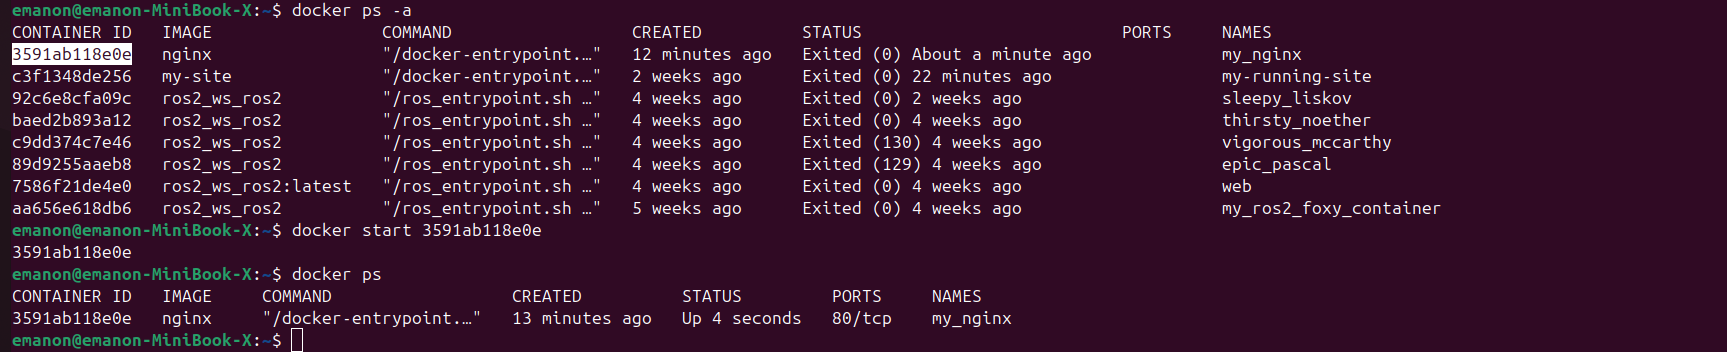 emanon@emanon-MiniBook-X:~$ docker ps -a
CONTAINER ID   IMAGE                 COMMAND                  CREATED          STATUS                          PORTS     NAMES
3591ab118e0e   nginx                 "/docker-entrypoint.…"   12 minutes ago   Exited (0) About a minute ago             my_nginx
c3f1348de256   my-site               "/docker-entrypoint.…"   2 weeks ago      Exited (0) 22 minutes ago                 my-running-site
92c6e8cfa09c   ros2_ws_ros2          "/ros_entrypoint.sh …"   4 weeks ago      Exited (0) 2 weeks ago                    sleepy_liskov
baed2b893a12   ros2_ws_ros2          "/ros_entrypoint.sh …"   4 weeks ago      Exited (0) 4 weeks ago                    thirsty_noether
c9dd374c7e46   ros2_ws_ros2          "/ros_entrypoint.sh …"   4 weeks ago      Exited (130) 4 weeks ago                  vigorous_mccarthy
89d9255aaeb8   ros2_ws_ros2          "/ros_entrypoint.sh …"   4 weeks ago      Exited (129) 4 weeks ago                  epic_pascal
7586f21de4e0   ros2_ws_ros2:latest   "/ros_entrypoint.sh …"   4 weeks ago      Exited (0) 4 weeks ago                    web
aa656e618db6   ros2_ws_ros2          "/ros_entrypoint.sh …"   5 weeks ago      Exited (0) 4 weeks ago                    my_ros2_foxy_container
emanon@emanon-MiniBook-X:~$ docker start 3591ab118e0e
3591ab118e0e
emanon@emanon-MiniBook-X:~$ docker ps
CONTAINER ID   IMAGE     COMMAND                  CREATED          STATUS         PORTS     NAMES
3591ab118e0e   nginx     "/docker-entrypoint.…"   13 minutes ago   Up 4 seconds   80/tcp    my_nginx
emanon@emanon-MiniBook-X:~$